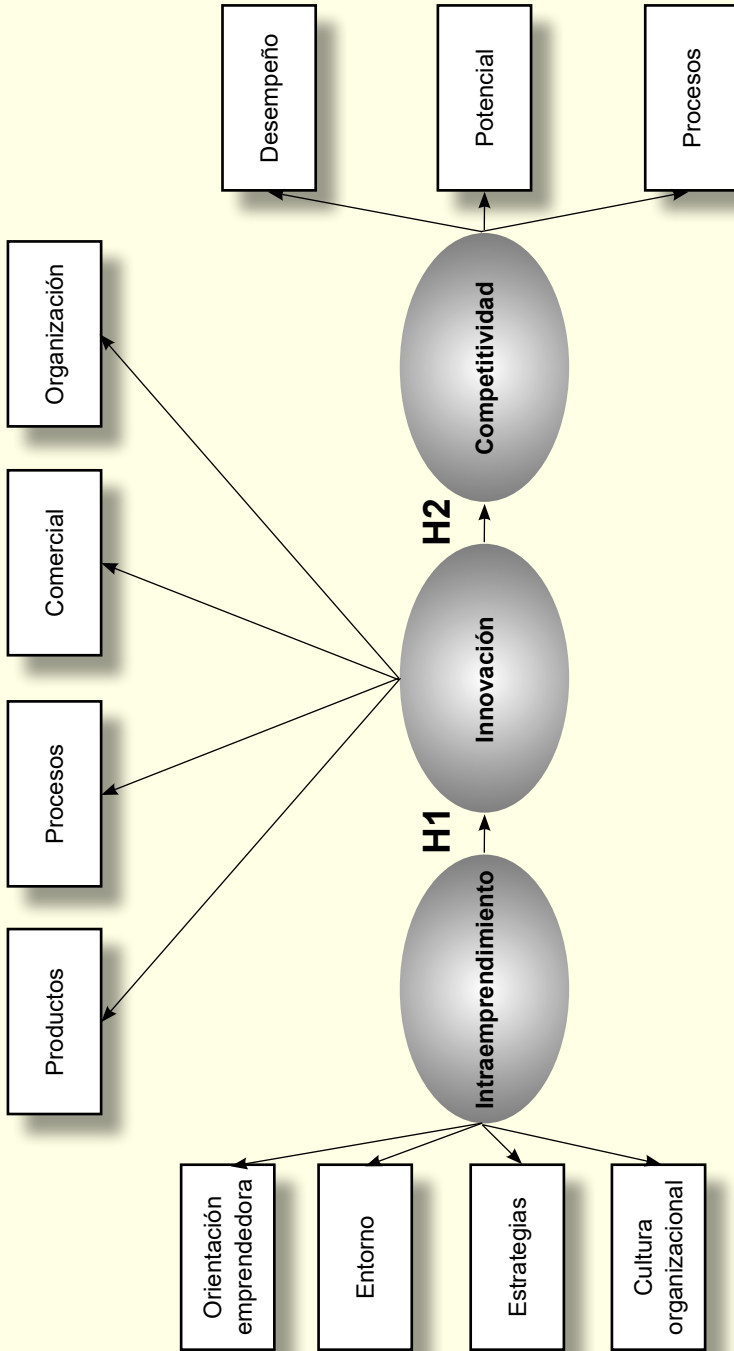 Productos
Procesos
Comercial
Organización
Orientación
emprendedora
Entorno
Estrategias
Cultura
organizacional
Intraemprendimiento
H1
Innovación
H2
Competitividad
Desempeño
Potencial
Procesos